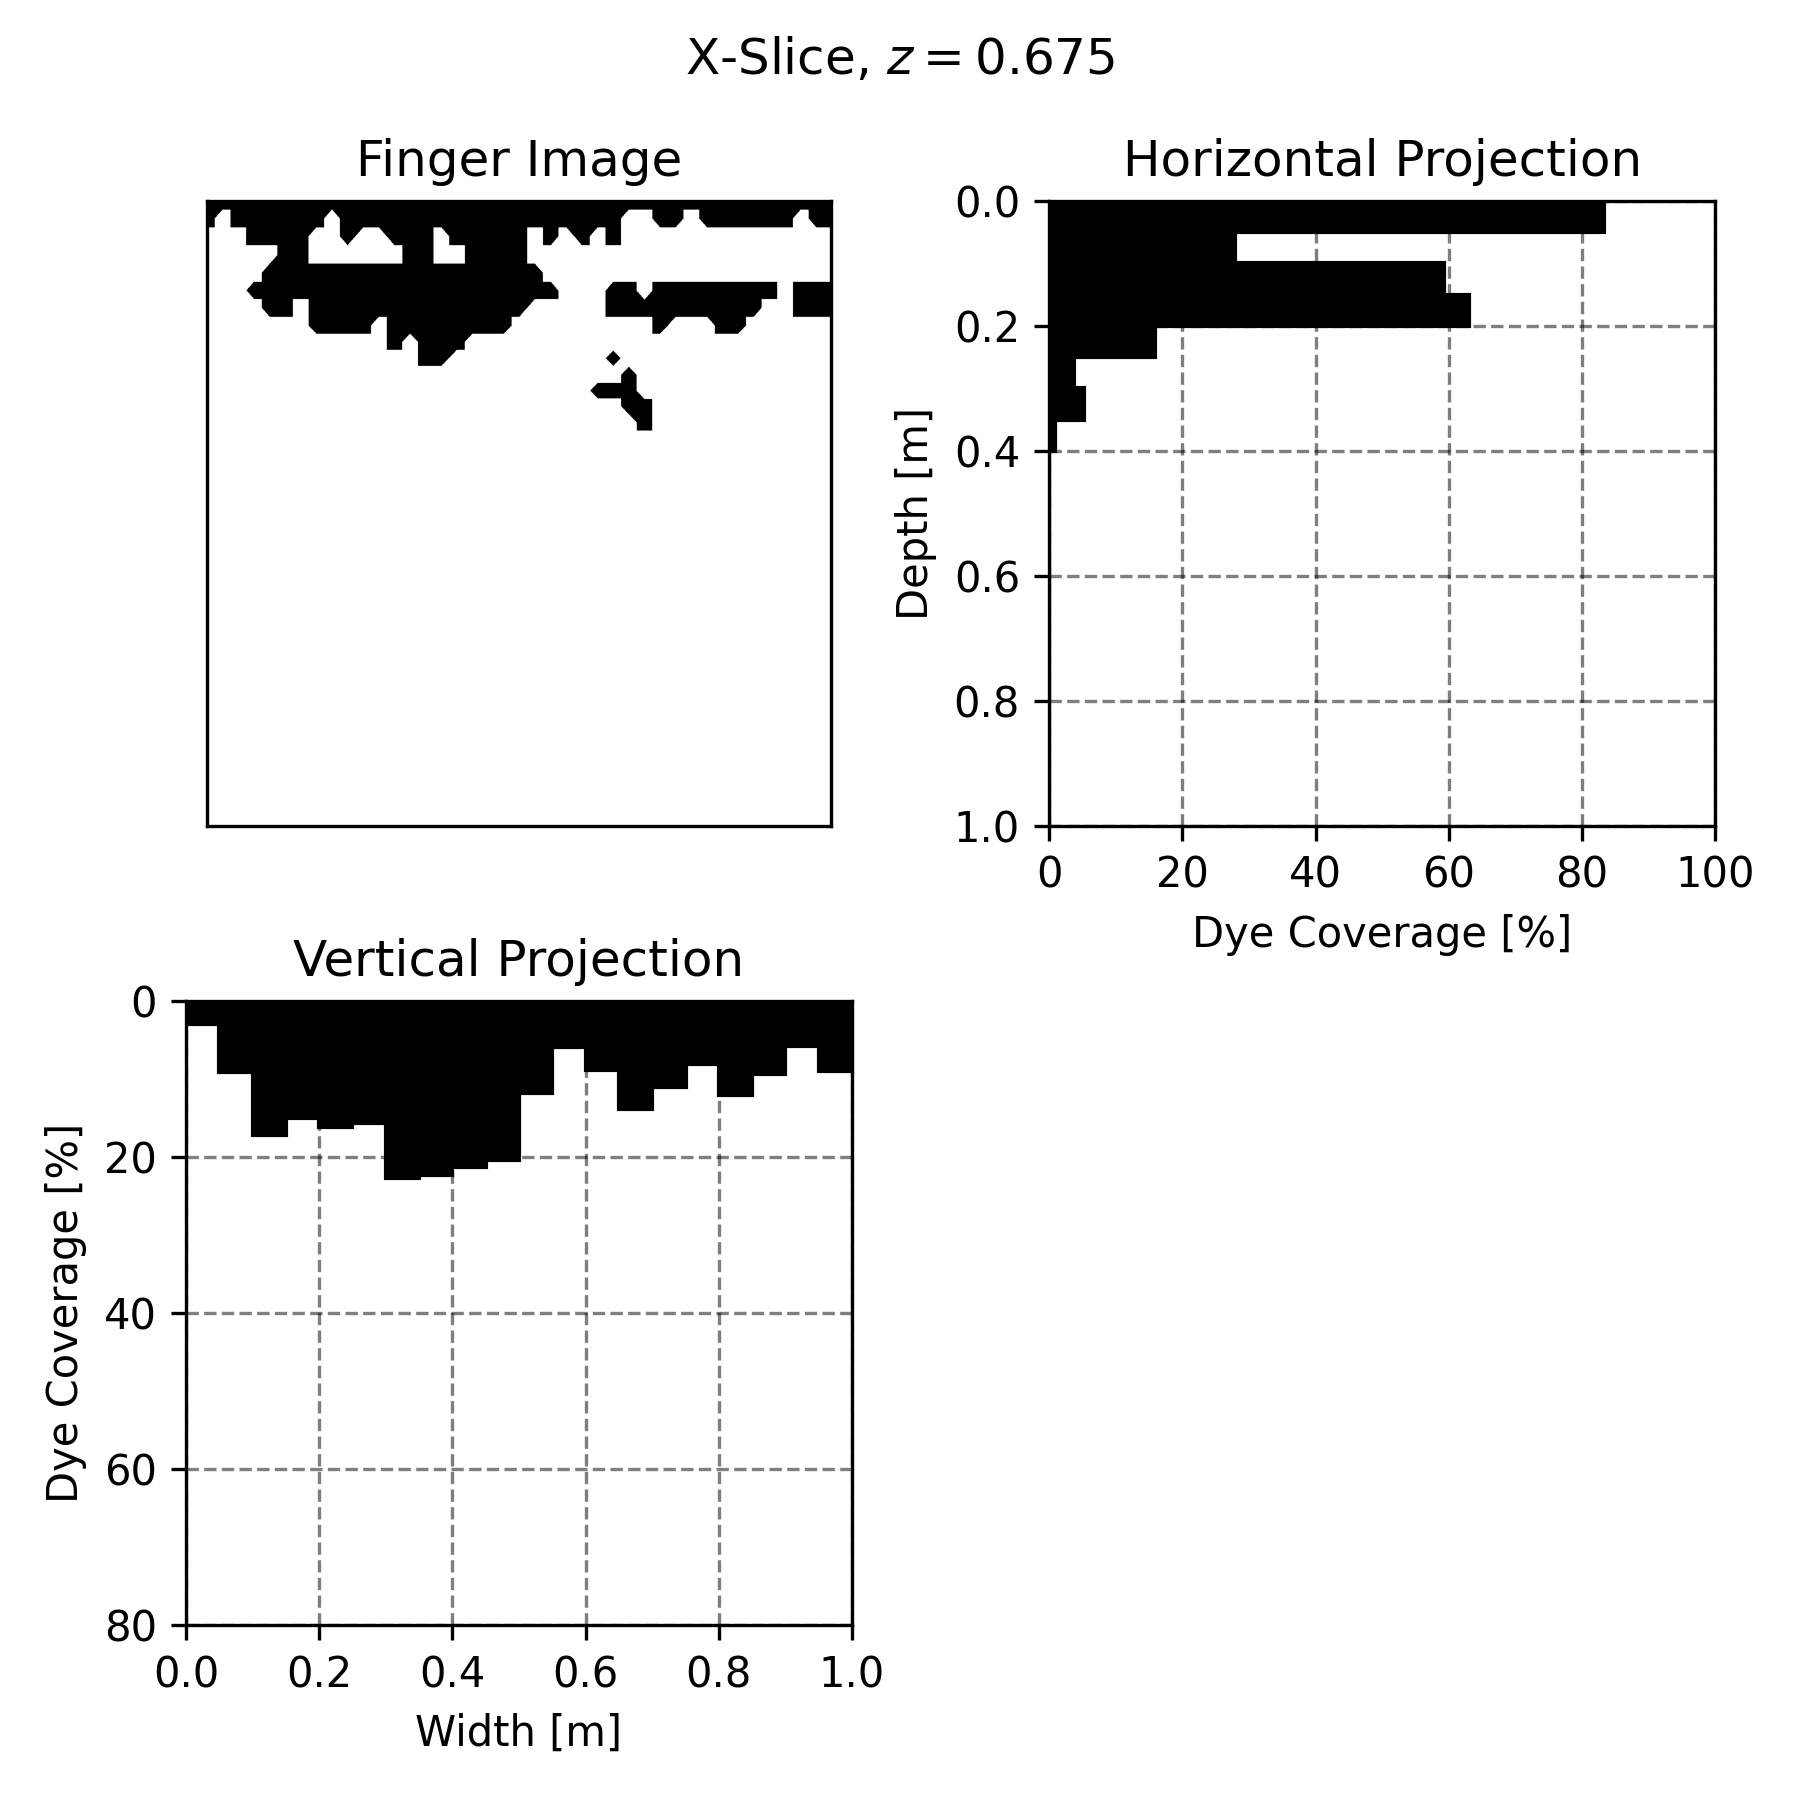 X-Slice, z = 0.675
Finger Image
Horizontal Projection
0.0
0.2
0.4
0.6
0.8
1.0
Depth [m]
0 20 40 60 80 100
Dye Coverage [%]
Vertical Projection
0
20
40
60
80
Dye Coverage [%]
0.0 0.2 0.4 0.6 0.8 1.0
Width [m]